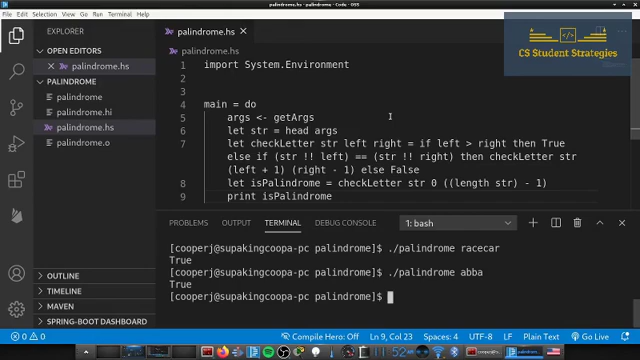 palindrome.hs - palindrome - Code - OSS
File Edit Selection View Go Run Terminal Help
EXPLORER
OPEN EDITORS
palindrome.hs
PALINDROME
palindrome
palindrome.hi
palindrome.hs
palindrome.o
OUTLINE
TIMELINE
MAVEN
SPRING-BOOT DASHBOARD
palindrome.hs
palindrome.hs
CS Student Strategies
1 import System.Environment
2
3
4 main = do
5 args <- getArgs
6 let str = head args
7 let checkLetter str left right = if left > right then True
else if (str !! left) == (str !! right) then checkLetter str
(left + 1) (right - 1) else False
8 let isPalindrome = checkLetter str 0 ((length str) - 1)
9 print isPalindrome
PROBLEMS OUTPUT TERMINAL DEBUG CONSOLE 1: bash
[cooperj@supakingcoopa-pc palindrome]$ ./palindrome racecar
True
[cooperj@supakingcoopa-pc palindrome]$ ./palindrome abba
True
[cooperj@supakingcoopa-pc palindrome]$
0 0 Compile Hero: Off Ln 9, Col 23 Spaces: 4 UTF-8 LF Plain Text